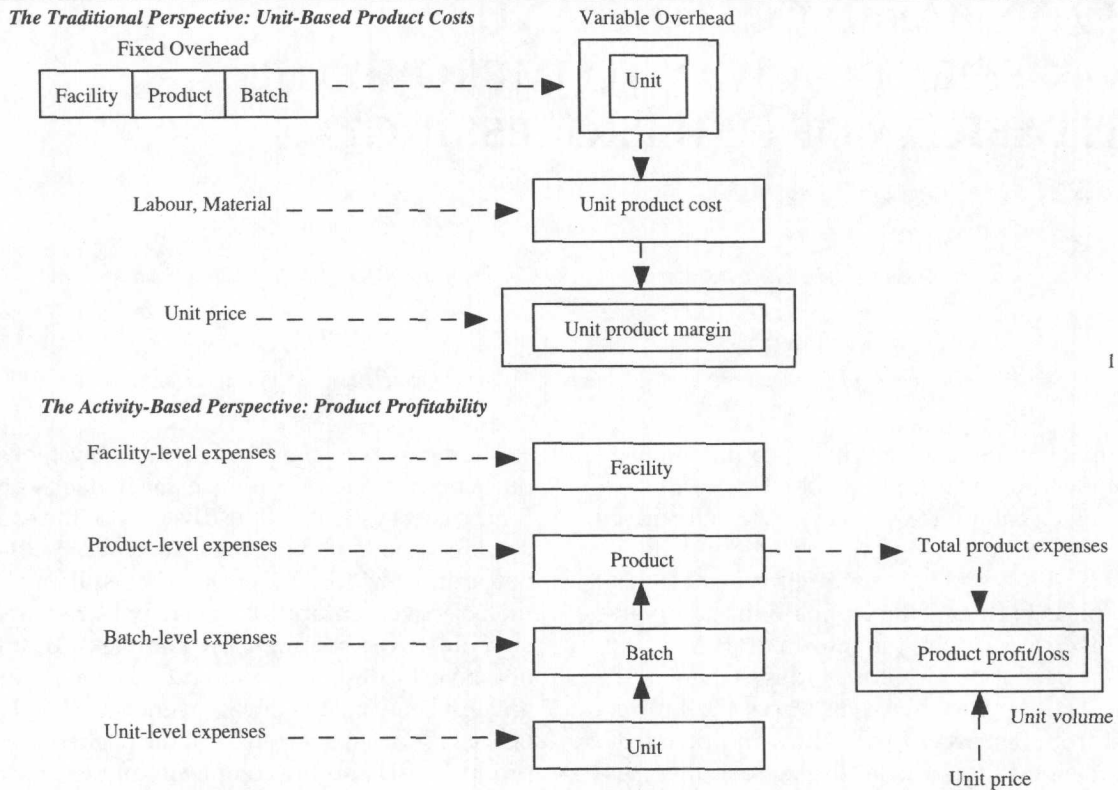 The Traditional Perspective: Unit-Based Product Costs
Variable Overhead
Fixed Overhead
Facility Product Batch
Unit
Labour, Material
Unit product cost
Unit price
Unit product margin
1
The Activity-Based Perspective: Product Profitability
Facility-level expenses
Facility
Product-level expenses
Product
Total product expenses
Batch-level expenses
Batch
Product profit/loss
Unit volume
Unit-level expenses
Unit
Unit price